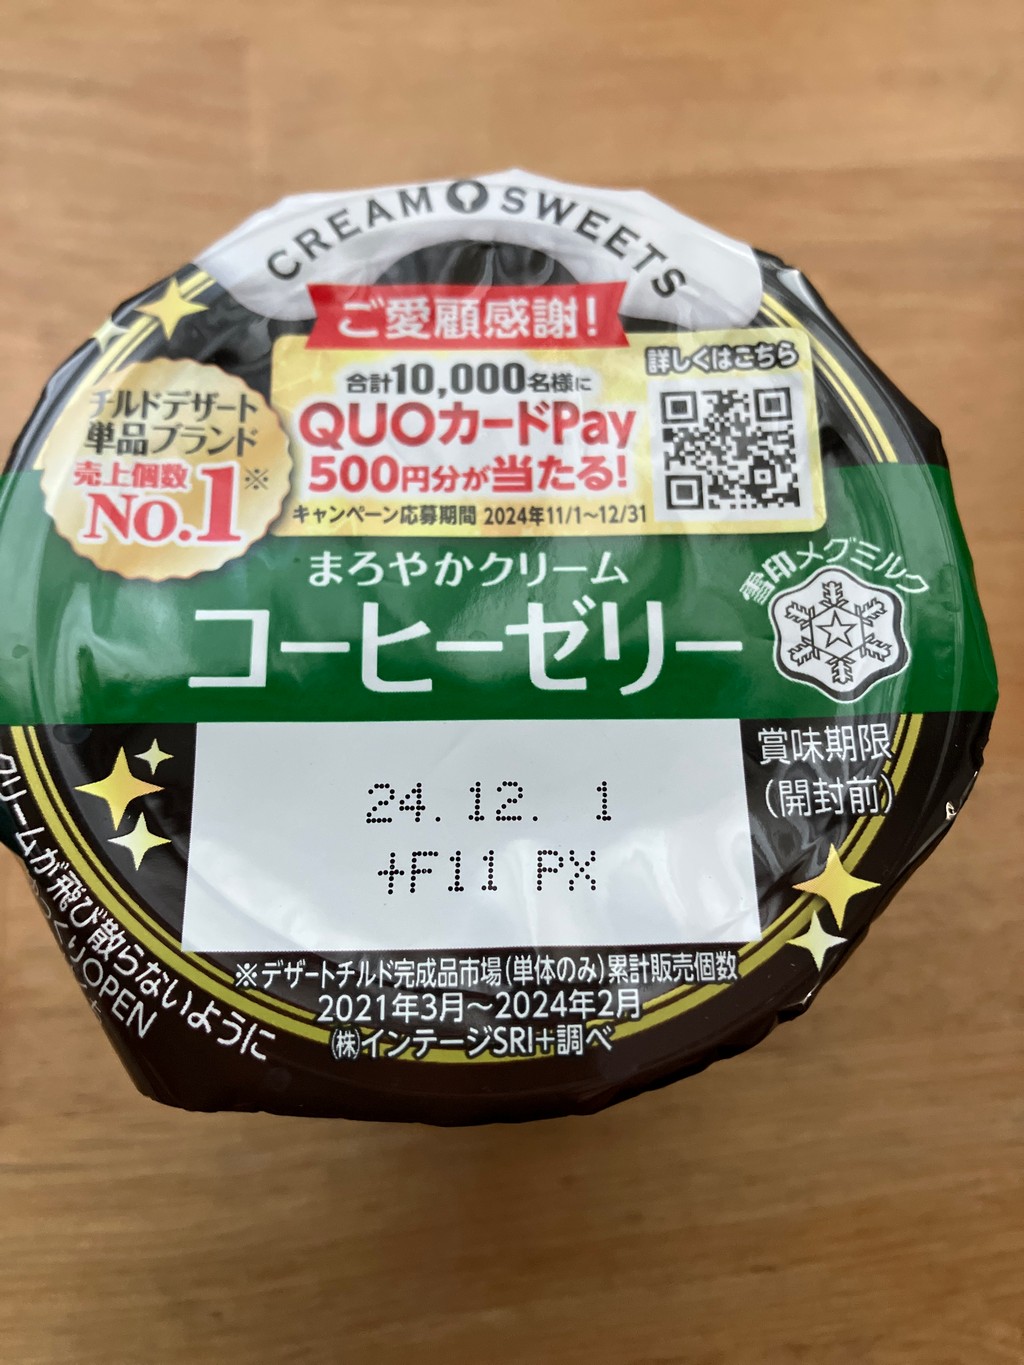 CREAM SWEETS
ご愛顧感謝!
詳しくはこちら
合計10,000名様に
QUOカードPay
500円分が当たる!
キャンペーン応募期間 2024年11/1〜12/31
チルドデザート
単品ブランド
売上個数※
No.1
まろやかクリーム
コーヒーゼリー
雪印メグミルク
賞味期限
(開封前)
24.12. 1
+F11 PX
※デザートチルド完成品市場(単体のみ)累計販売個数
2021年3月〜2024年2月
㈱インテージSRI+調べ
クリームが飛び散らないように
OPEN